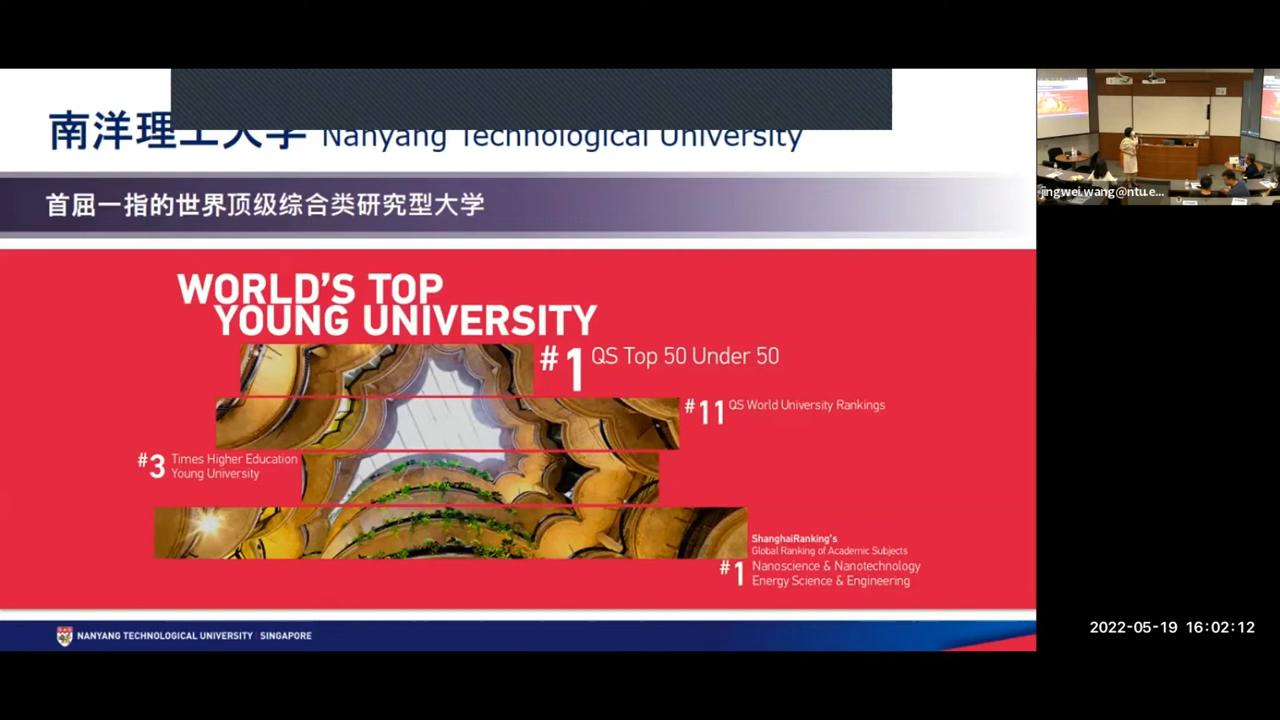 南洋理工大学 Nanyang Technological University
首屈一指的世界顶级综合类研究型大学
WORLD'S TOP
YOUNG UNIVERSITY
#1 QS Top 50 Under 50
#11 QS World University Rankings
#3 Times Higher Education
Young University
ShanghaiRanking's
Global Ranking of Academic Subjects
#1 Nanoscience & Nanotechnology
Energy Science & Engineering
NANYANG TECHNOLOGICAL UNIVERSITY SINGAPORE
jingwei.wang@ntu.e...
2022-05-19 16:02:12